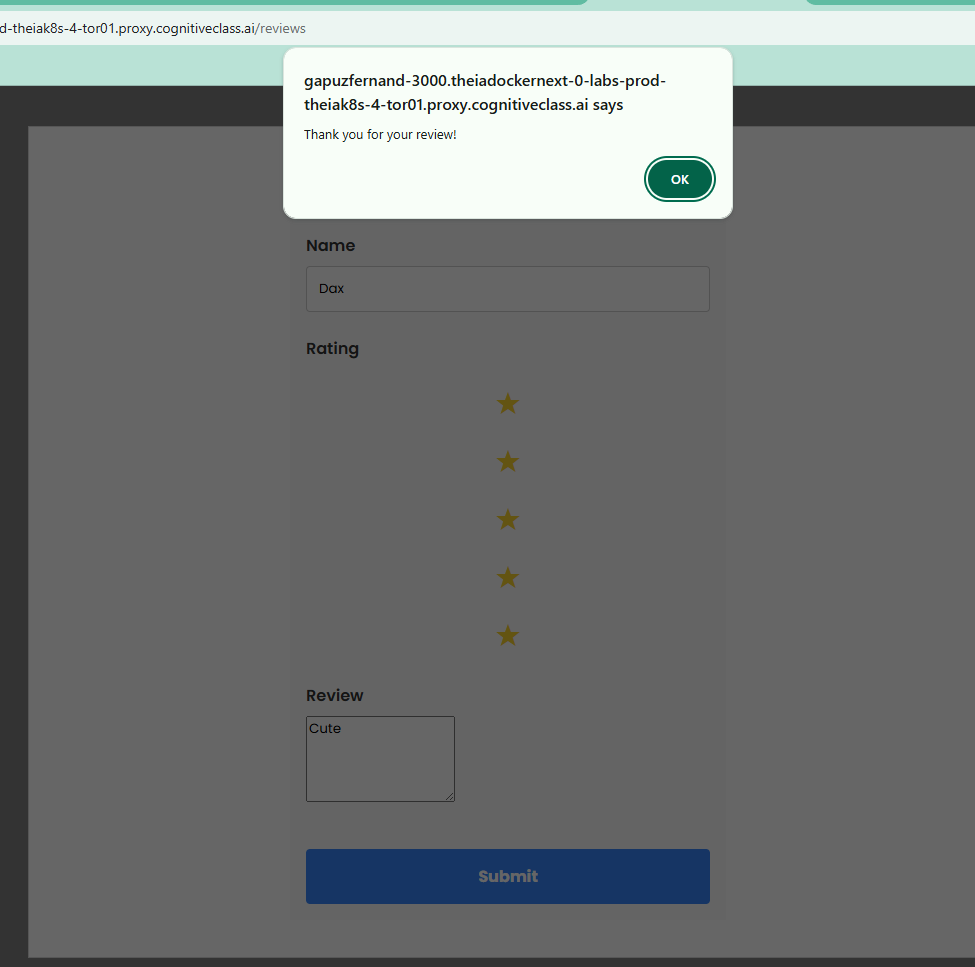 d-theiak8s-4-tor01.proxy.cognitiveclass.ai/reviews
gapuzfernand-3000.theiadockernext-0-labs-prod-
theiak8s-4-tor01.proxy.cognitiveclass.ai says
Thank you for your review!
OK
Name
Dax
Rating
Review
Cute
Submit